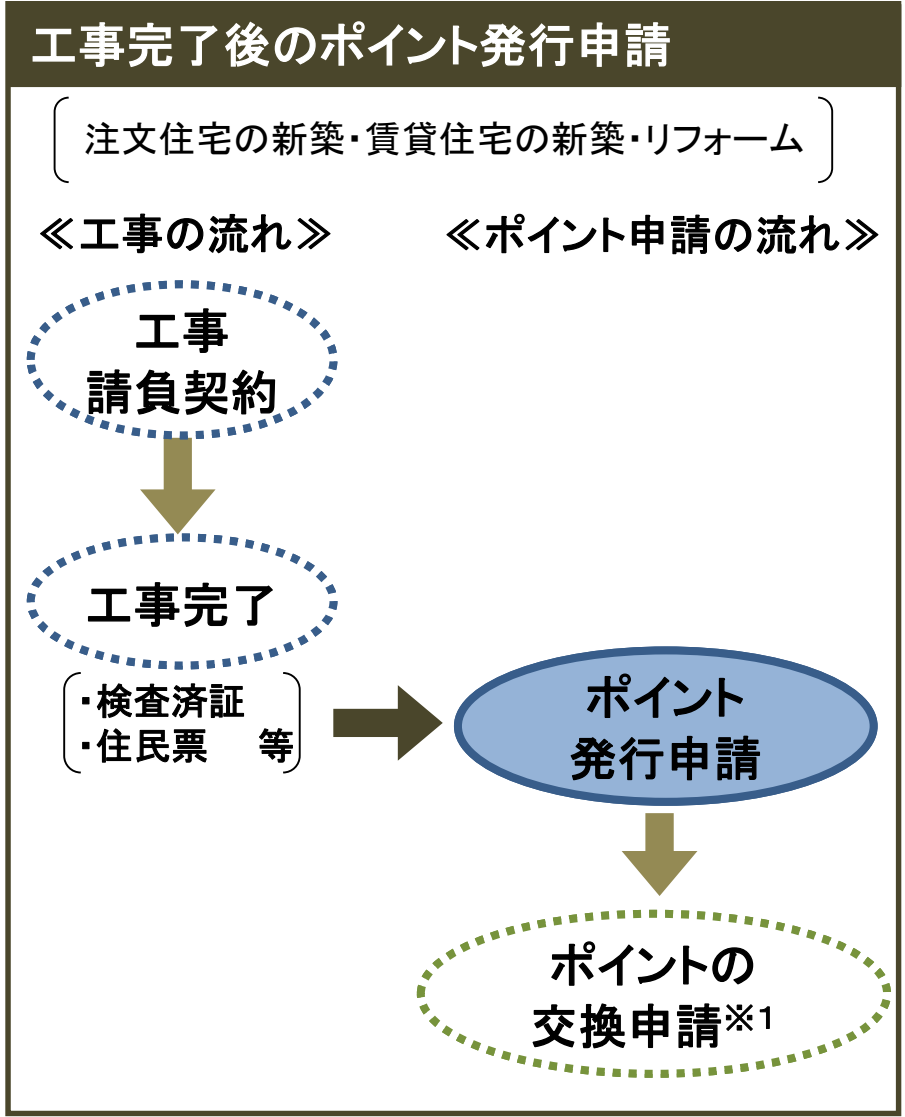 工事完了後のポイント発行申請
注文住宅の新築・賃貸住宅の新築・リフォーム
≪工事の流れ≫
≪ポイント申請の流れ≫
工事
請負契約
工事完了
・検査済証
・住民票 等
ポイント
発行申請
ポイントの
交換申請※1